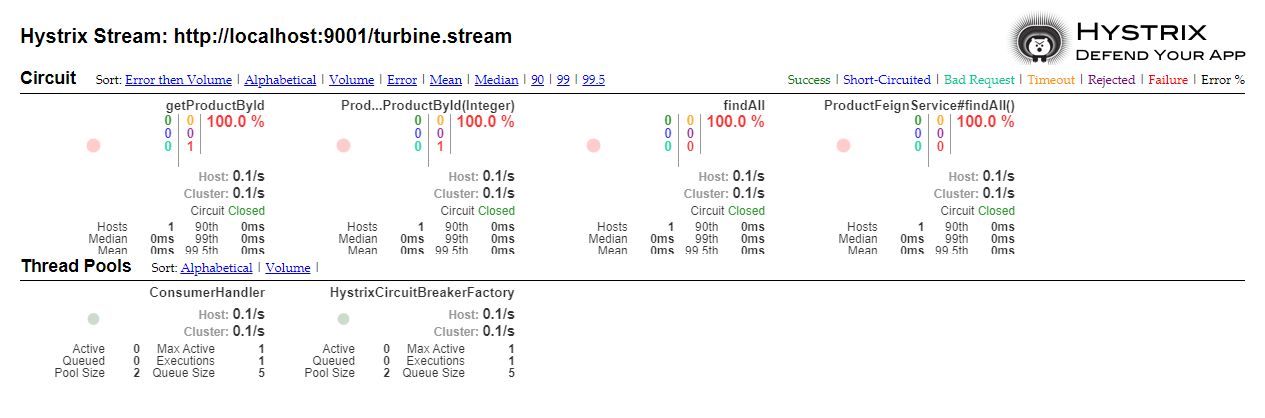 Hystrix Stream: http://localhost:9001/turbine.stream
HYSTRIX
DEFEND YOUR APP
Circuit Sort: Error then Volume | Alphabetical | Volume | Error | Mean | Median | 90 | 99 | 99.5 Success | Short-Circuited | Bad Request | Timeout | Rejected | Failure | Error %
getProductById Prod...ProductById(Integer) findAll ProductFeignService#findAll()
0 0 100.0 % 0 0 100.0 % 0 0 100.0 % 0 0 100.0 %
0 0 0 0 0 0 0 0
0 1 0 1 0 0 0 0
Host: 0.1/s Host: 0.1/s Host: 0.1/s Host: 0.1/s
Cluster: 0.1/s Cluster: 0.1/s Cluster: 0.1/s Cluster: 0.1/s
Circuit Closed Circuit Closed Circuit Closed Circuit Closed
Hosts 1 90th 0ms Hosts 1 90th 0ms Hosts 1 90th 0ms Hosts 1 90th 0ms
Median 0ms 99th 0ms Median 0ms 99th 0ms Median 0ms 99th 0ms Median 0ms 99th 0ms
Mean 0ms 99.5th 0ms Mean 0ms 99.5th 0ms Mean 0ms 99.5th 0ms Mean 0ms 99.5th 0ms
Thread Pools Sort: Alphabetical | Volume |
ConsumerHandler HystrixCircuitBreakerFactory
Host: 0.1/s Host: 0.1/s
Cluster: 0.1/s Cluster: 0.1/s
Active 0 Max Active 1 Active 0 Max Active 1
Queued 0 Executions 1 Queued 0 Executions 1
Pool Size 2 Queue Size 5 Pool Size 2 Queue Size 5